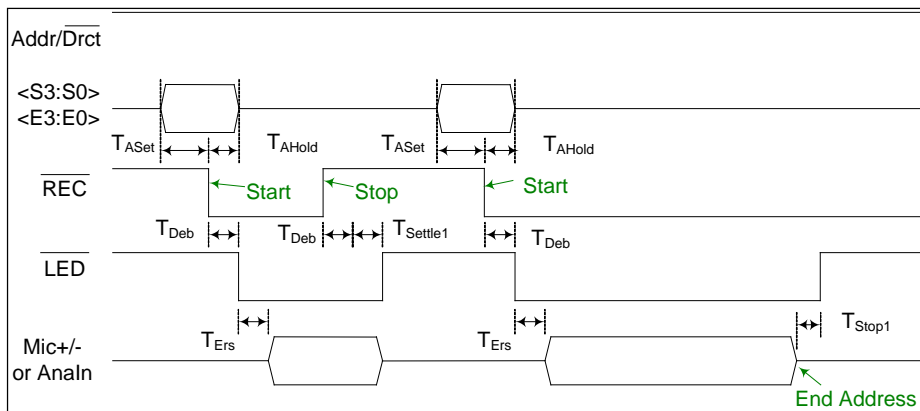 Addr/Drct
<S3:S0>
<E3:E0>
TASet TAHold TASet TAHold
REC Start Stop Start
TDeb TDeb TSettle1 TDeb
LED
TErs TErs TStop1
Mic+/-
or AnaIn
End Address